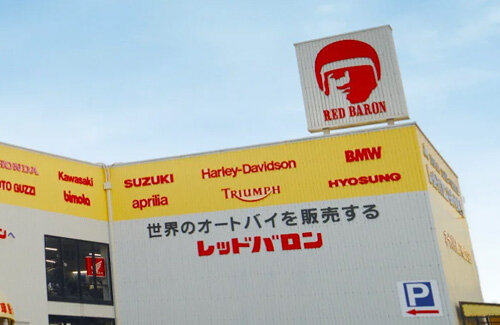 RED BARON
HONDA
Kawasaki
SUZUKI
Harley-Davidson
BMW
MOTO GUZZI
bimota
aprilia
TRIUMPH
HYOSUNG
世界のオートバイを販売する
レッドバロン
へ
P